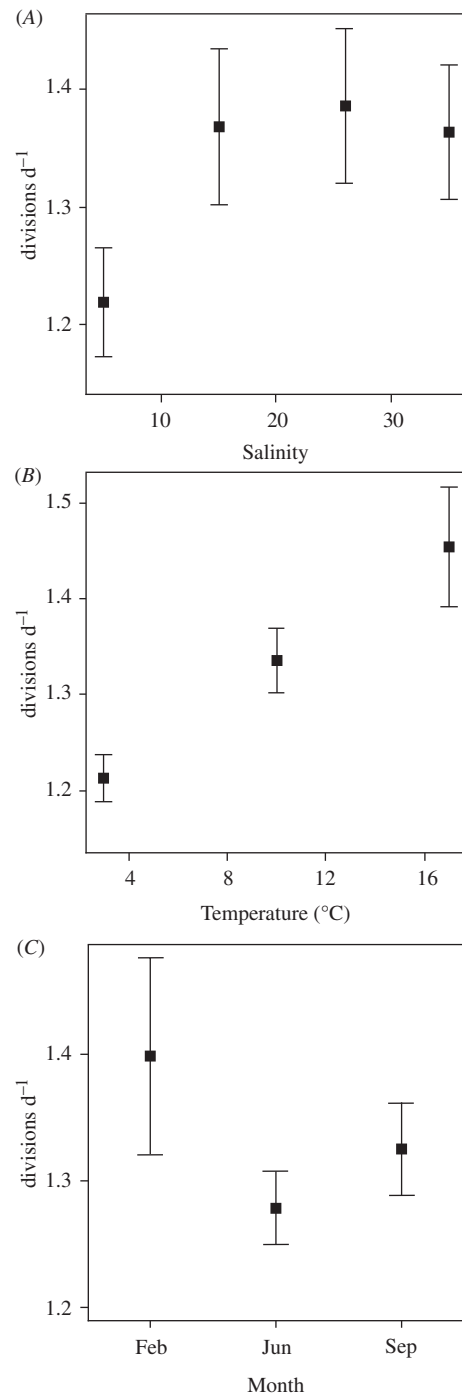 (A)
divisions d⁻¹
1.4
1.3
1.2
10 20 30
Salinity
(B)
divisions d⁻¹
1.5
1.4
1.3
1.2
4 8 12 16
Temperature (°C)
(C)
divisions d⁻¹
1.4
1.3
1.2
Feb Jun Sep
Month